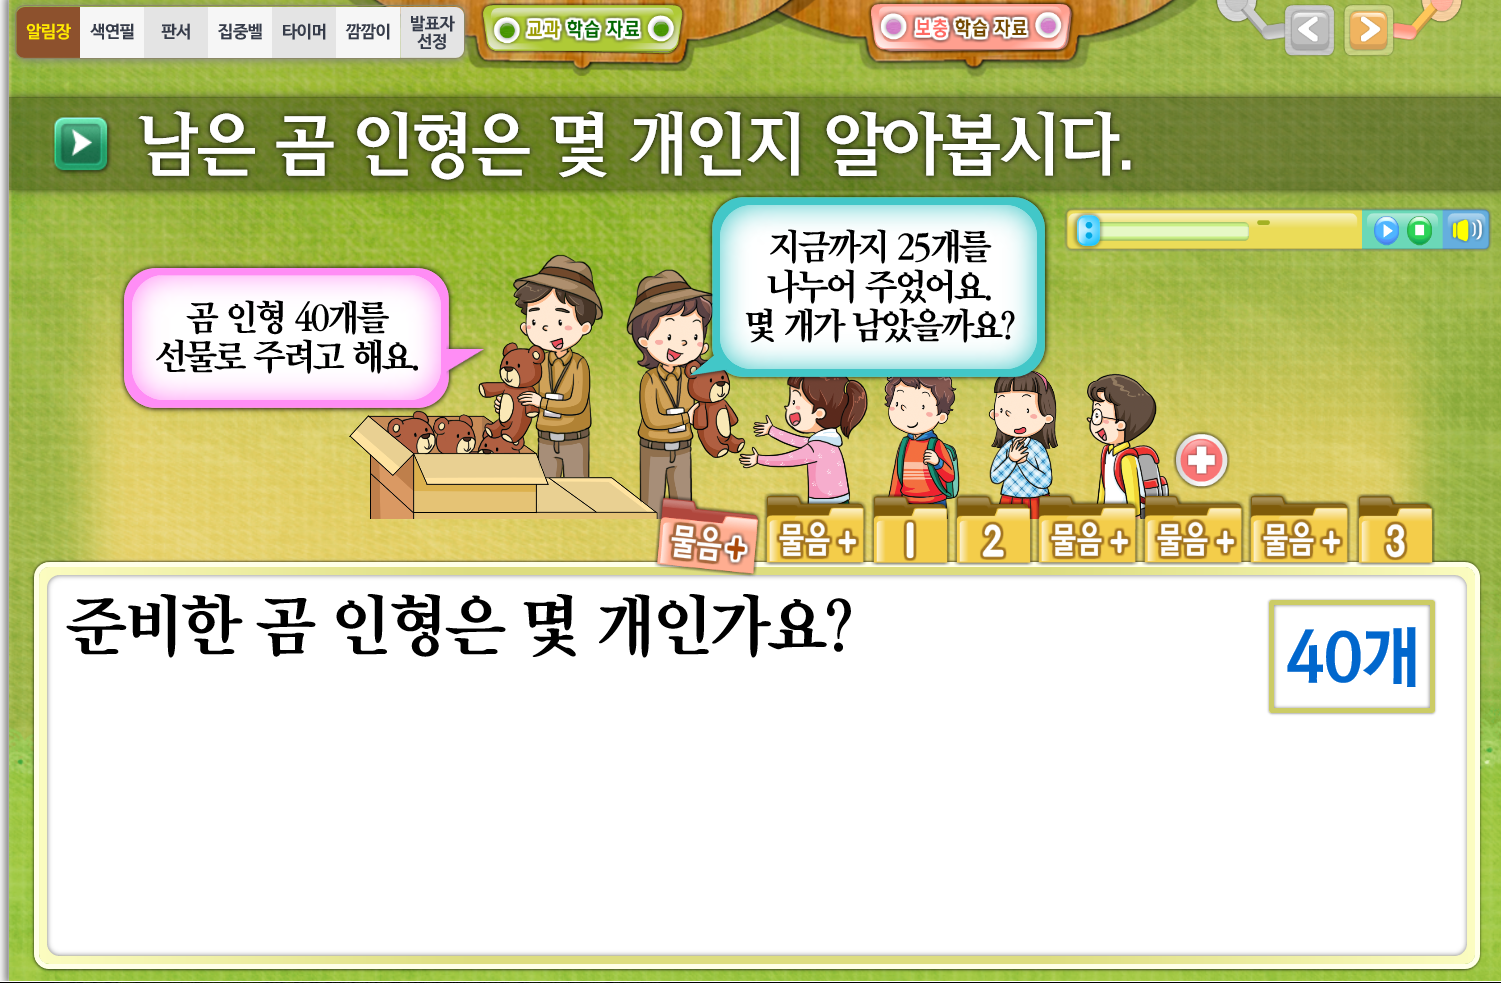 알림장 색연필 판서 집중벨 타이머 깜깜이 발표자 선정
교과 학습 자료
보충 학습 자료
남은 곰 인형은 몇 개인지 알아봅시다.
곰 인형 40개를
선물로 주려고 해요.
지금까지 25개를
나누어 주었어요.
몇 개가 남았을까요?
물음+ 물음+ 1 2 물음+ 물음+ 물음+ 3
준비한 곰 인형은 몇 개인가요?
40개